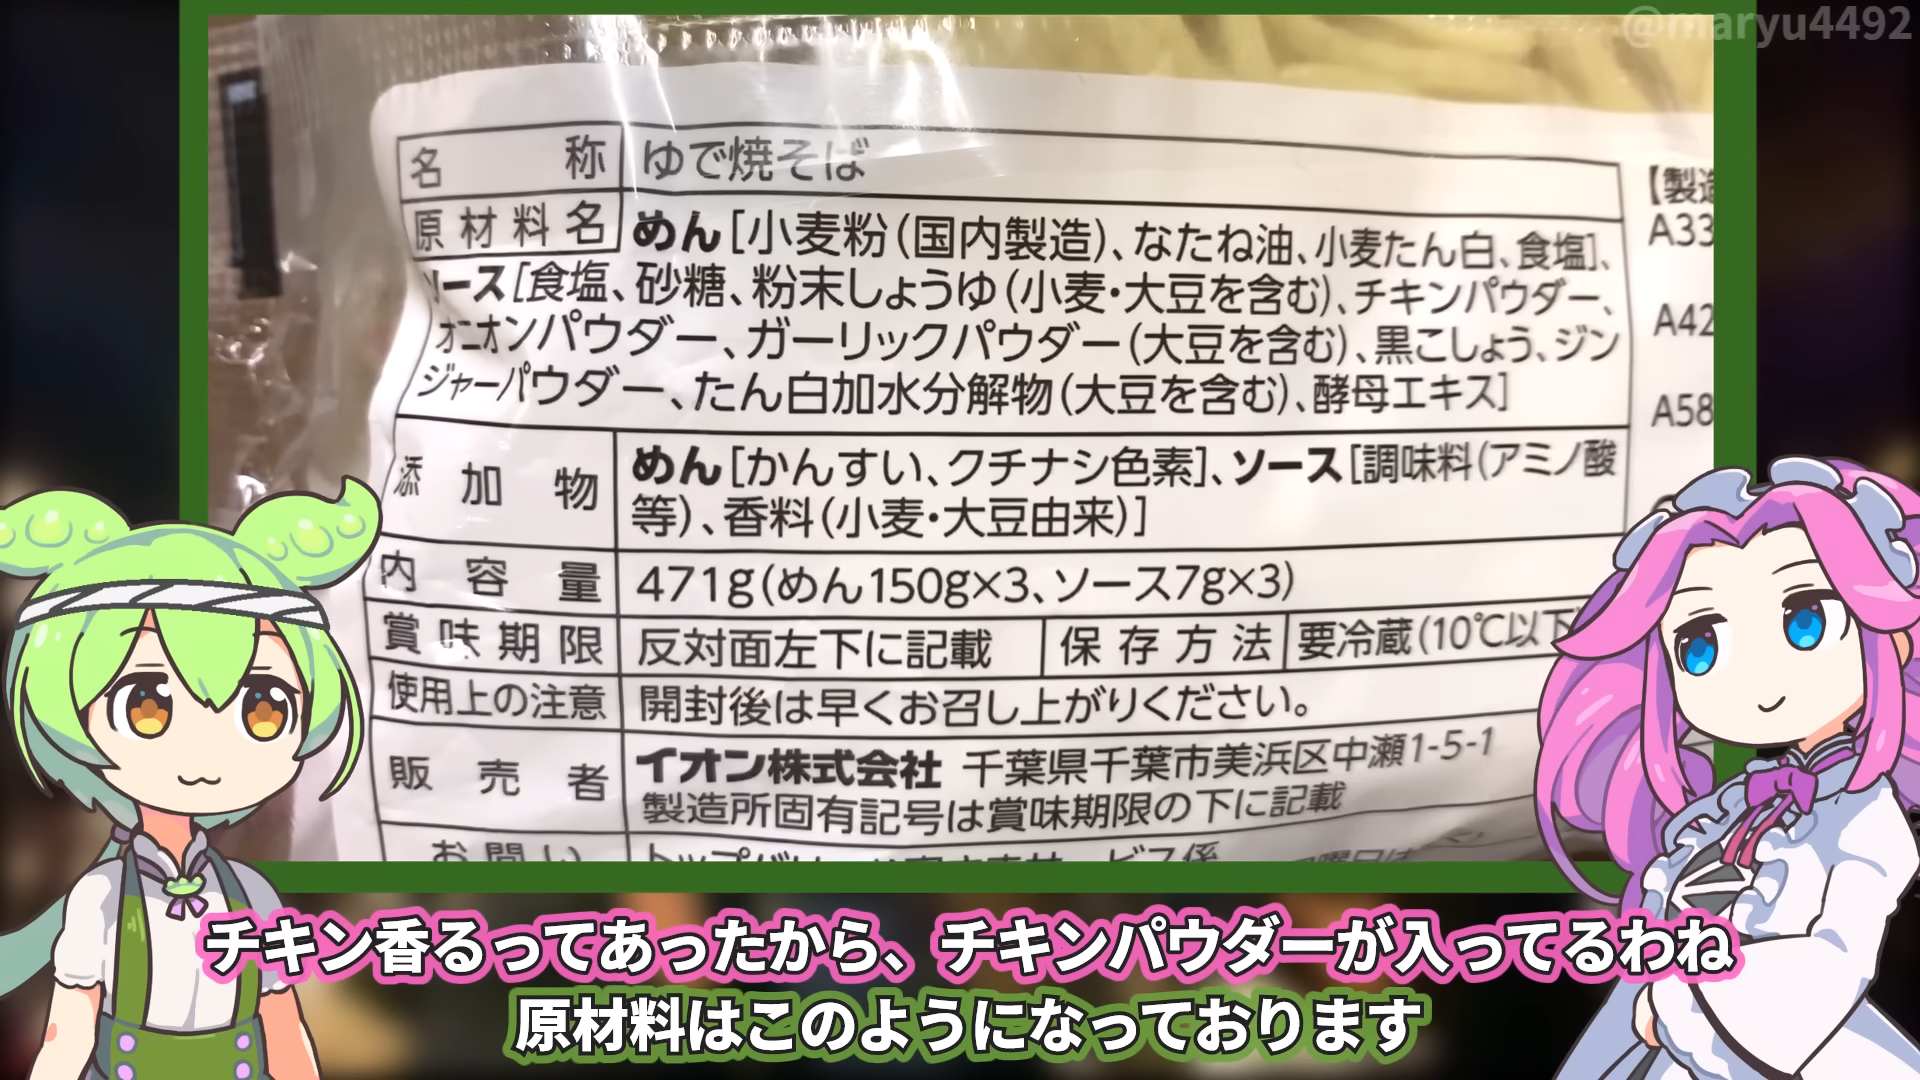 @maryu4492
名称 ゆで焼そば
【製造
原材料名 めん[小麦粉(国内製造)、なたね油、小麦たん白、食塩]、
A33
ソース[食塩、砂糖、粉末しょうゆ(小麦・大豆を含む)、チキンパウダー、
A42
オニオンパウダー、ガーリックパウダー(大豆を含む)、黒こしょう、ジン
ジャーパウダー、たん白加水分解物(大豆を含む)、酵母エキス]
A58
添加物 めん[かんすい、クチナシ色素]、ソース[調味料(アミノ酸
等)、香料(小麦・大豆由来)]
内容量 471g(めん150g×3、ソース7g×3)
賞味期限 反対面左下に記載 保存方法 要冷蔵(10℃以下
使用上の注意 開封後は早くお召し上がりください。
販売者 イオン株式会社 千葉県千葉市美浜区中瀬1-5-1
製造所固有記号は賞味期限の下に記載
お問い
チキン香るってあったから、チキンパウダーが入ってるわね
原材料はこのようになっております